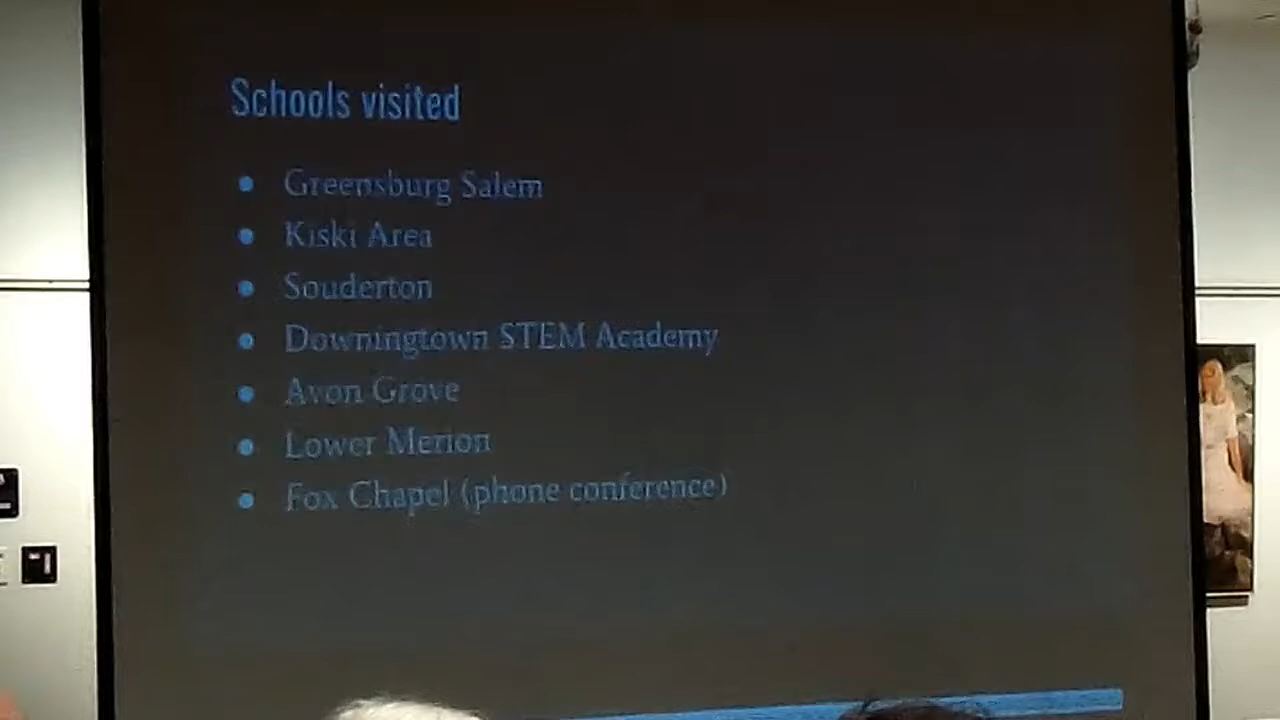 Schools visited
• Greensburg Salem
• Kiski Area
• Souderton
• Downingtown STEM Academy
• Avon Grove
• Lower Merion
• Fox Chapel (phone conference)